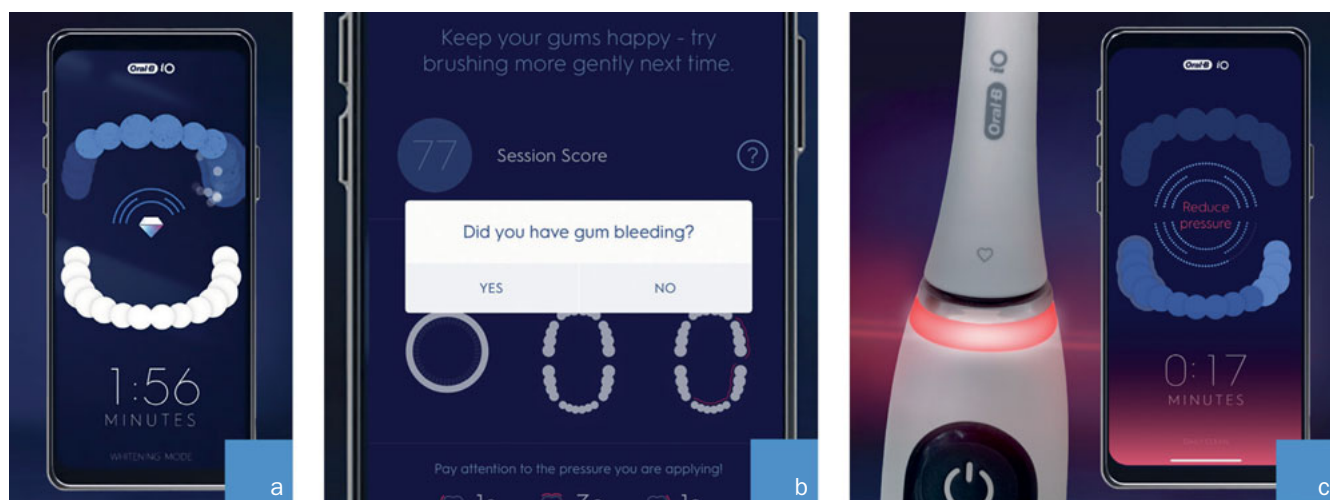 Oral-B iO
1:56
MINUTES
WHITENING MODE
a
Keep your gums happy - try
brushing more gently next time.
77
Session Score
?
Did you have gum bleeding?
YES
NO
Pay attention to the pressure you are applying!
b
Oral-B iO
Oral-B iO
Reduce
pressure
0:17
MINUTES
c